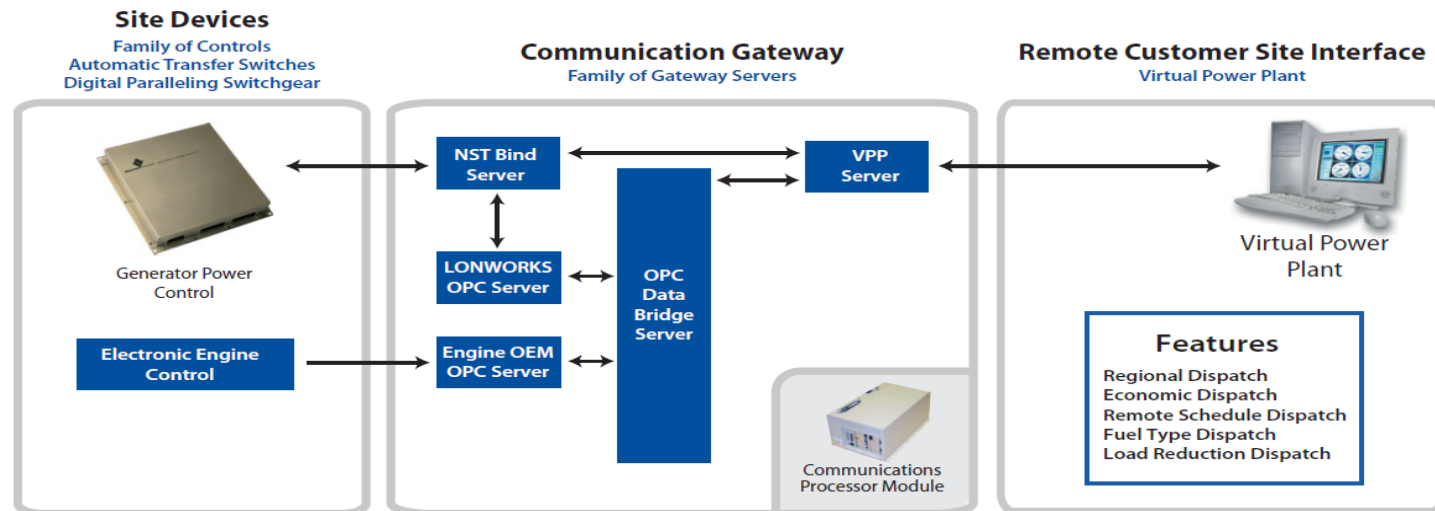 Site Devices
Family of Controls
Automatic Transfer Switches
Digital Paralleling Switchgear
Generator Power
Control
Electronic Engine
Control
Communication Gateway
Family of Gateway Servers
NST Bind
Server
VPP
Server
LONWORKS
OPC Server
OPC
Data
Bridge
Server
Engine OEM
OPC Server
Communications
Processor Module
Remote Customer Site Interface
Virtual Power Plant
Virtual Power
Plant
Features
Regional Dispatch
Economic Dispatch
Remote Schedule Dispatch
Fuel Type Dispatch
Load Reduction Dispatch